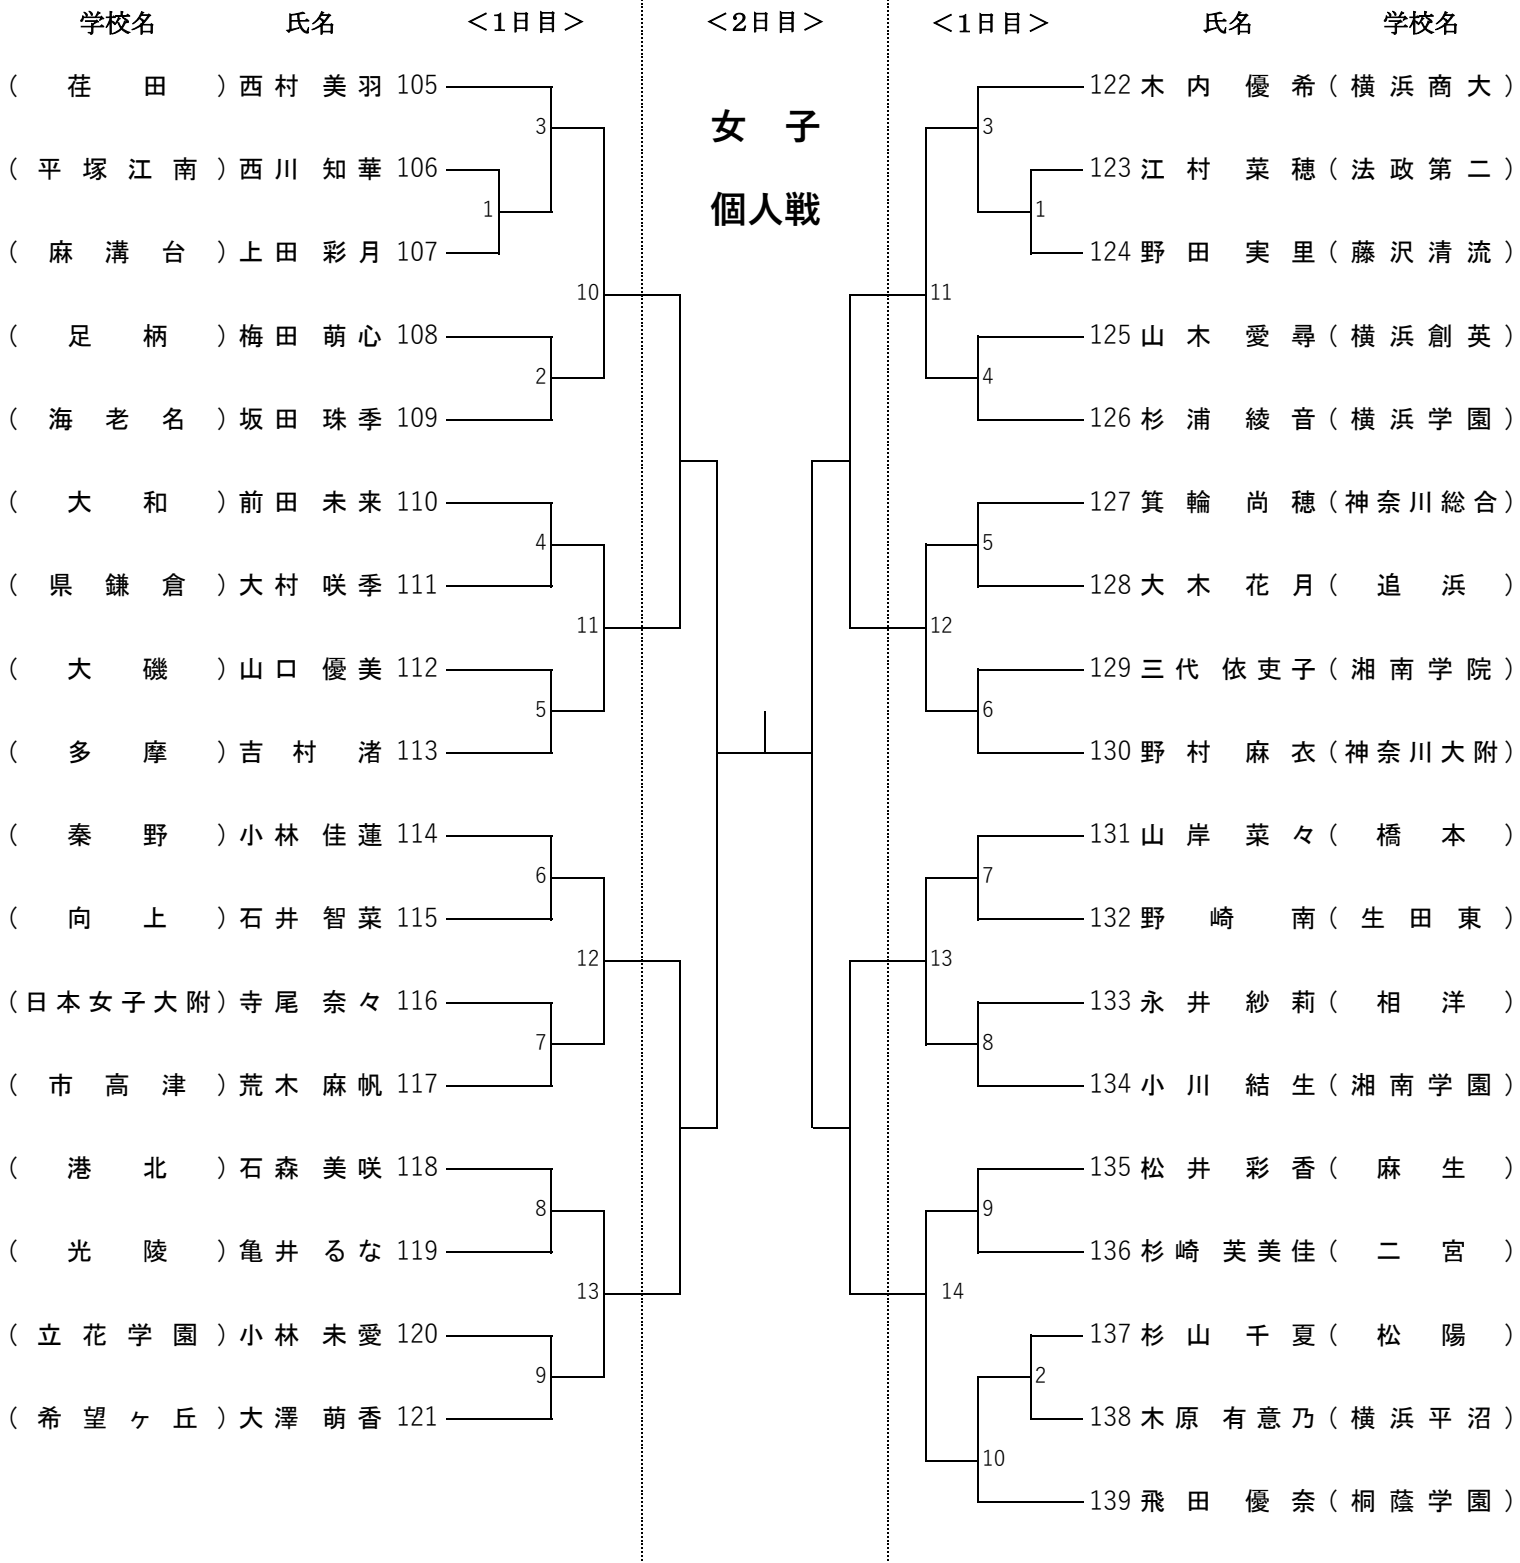 学校名 氏名 ＜1日目＞ ＜2日目＞ ＜1日目＞ 氏名 学校名
（ 荏 田 ）西村 美羽 105 122 木内 優希（横浜商大）
3 女 子 3
（平塚江南）西川 知華 106 123 江村 菜穂（法政第二）
1 個人戦 1
（麻溝台）上田 彩月 107 124 野田 実里（藤沢清流）
10 11
（ 足 柄 ）梅田 萌心 108 125 山木 愛尋（横浜創英）
2 4
（海老名）坂田 珠季 109 126 杉浦 綾音（横浜学園）
（ 大 和 ）前田 未来 110 127 箕輪 尚穂（神奈川総合）
4 5
（県鎌倉）大村 咲季 111 128 大木 花月（ 追 浜 ）
11 12
（ 大 磯 ）山口 優美 112 129 三代 依吏子（湘南学院）
5 6
（ 多 摩 ）吉村 渚 113 130 野村 麻衣（神奈川大附）
（ 秦 野 ）小林 佳蓮 114 131 山岸 菜々（ 橋 本 ）
6 7
（ 向 上 ）石井 智菜 115 132 野崎 南（生田東）
12 13
（日本女子大附）寺尾 奈々 116 133 永井 紗莉（ 相 洋 ）
7 8
（市高津）荒木 麻帆 117 134 小川 結生（湘南学園）
（ 港 北 ）石森 美咲 118 135 松井 彩香（ 麻 生 ）
8 9
（ 光 陵 ）亀井 るな 119 136 杉崎 芙美佳（ 二 宮 ）
13 14
（立花学園）小林 未愛 120 137 杉山 千夏（ 松 陽 ）
9 2
（希望ヶ丘）大澤 萌香 121 138 木原 有意乃（横浜平沼）
10
139 飛田 優奈（桐蔭学園）